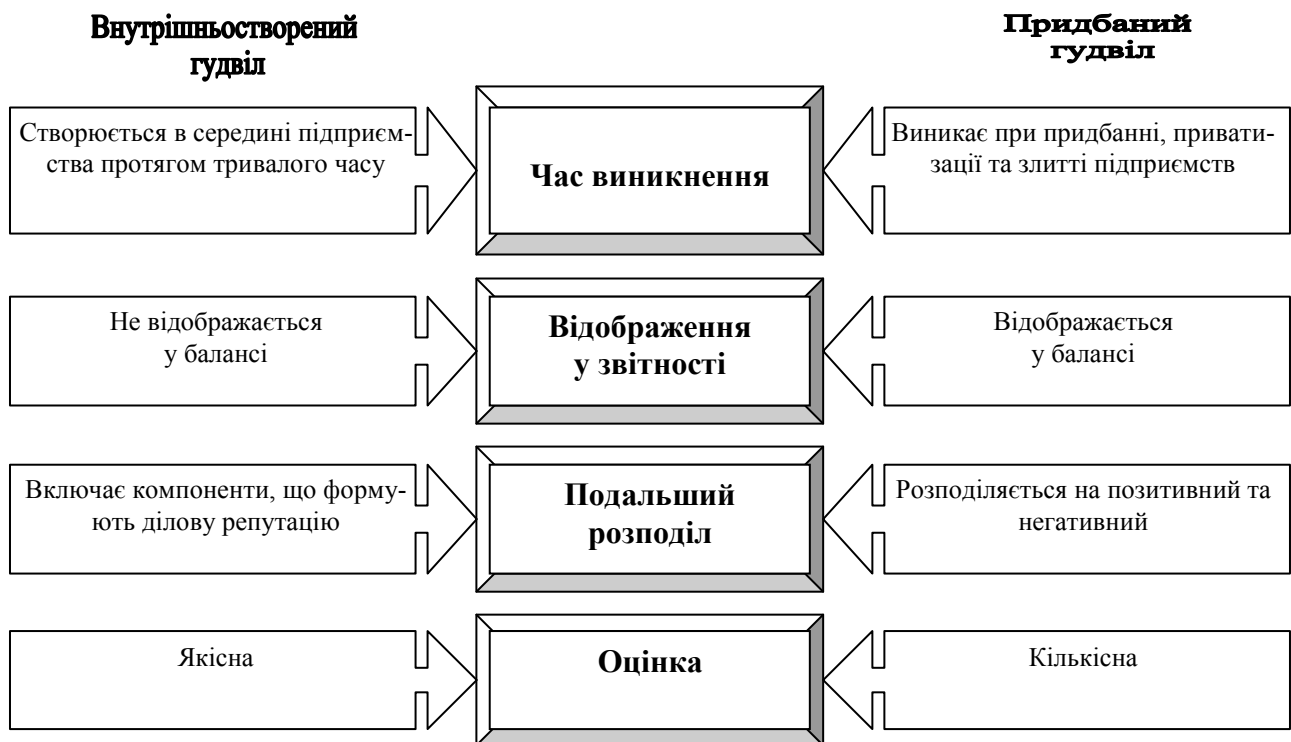 Внутрішньостворений
гудвіл
Придбаний
гудвіл
Створюється в середині підприєм-
ства протягом тривалого часу
Час виникнення
Виникає при придбанні, привати-
зації та злитті підприємств
Не відображається
у балансі
Відображення
у звітності
Відображається
у балансі
Включає компоненти, що форму-
ють ділову репутацію
Подальший
розподіл
Розподіляється на позитивний та
негативний
Якісна
Оцінка
Кількісна